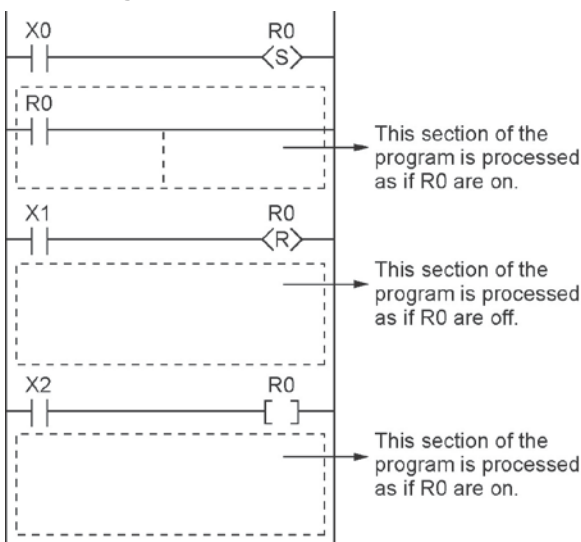 X0 R0
S
R0
This section of the
program is processed
as if R0 are on.
X1 R0
R
This section of the
program is processed
as if R0 are off.
X2 R0
This section of the
program is processed
as if R0 are on.